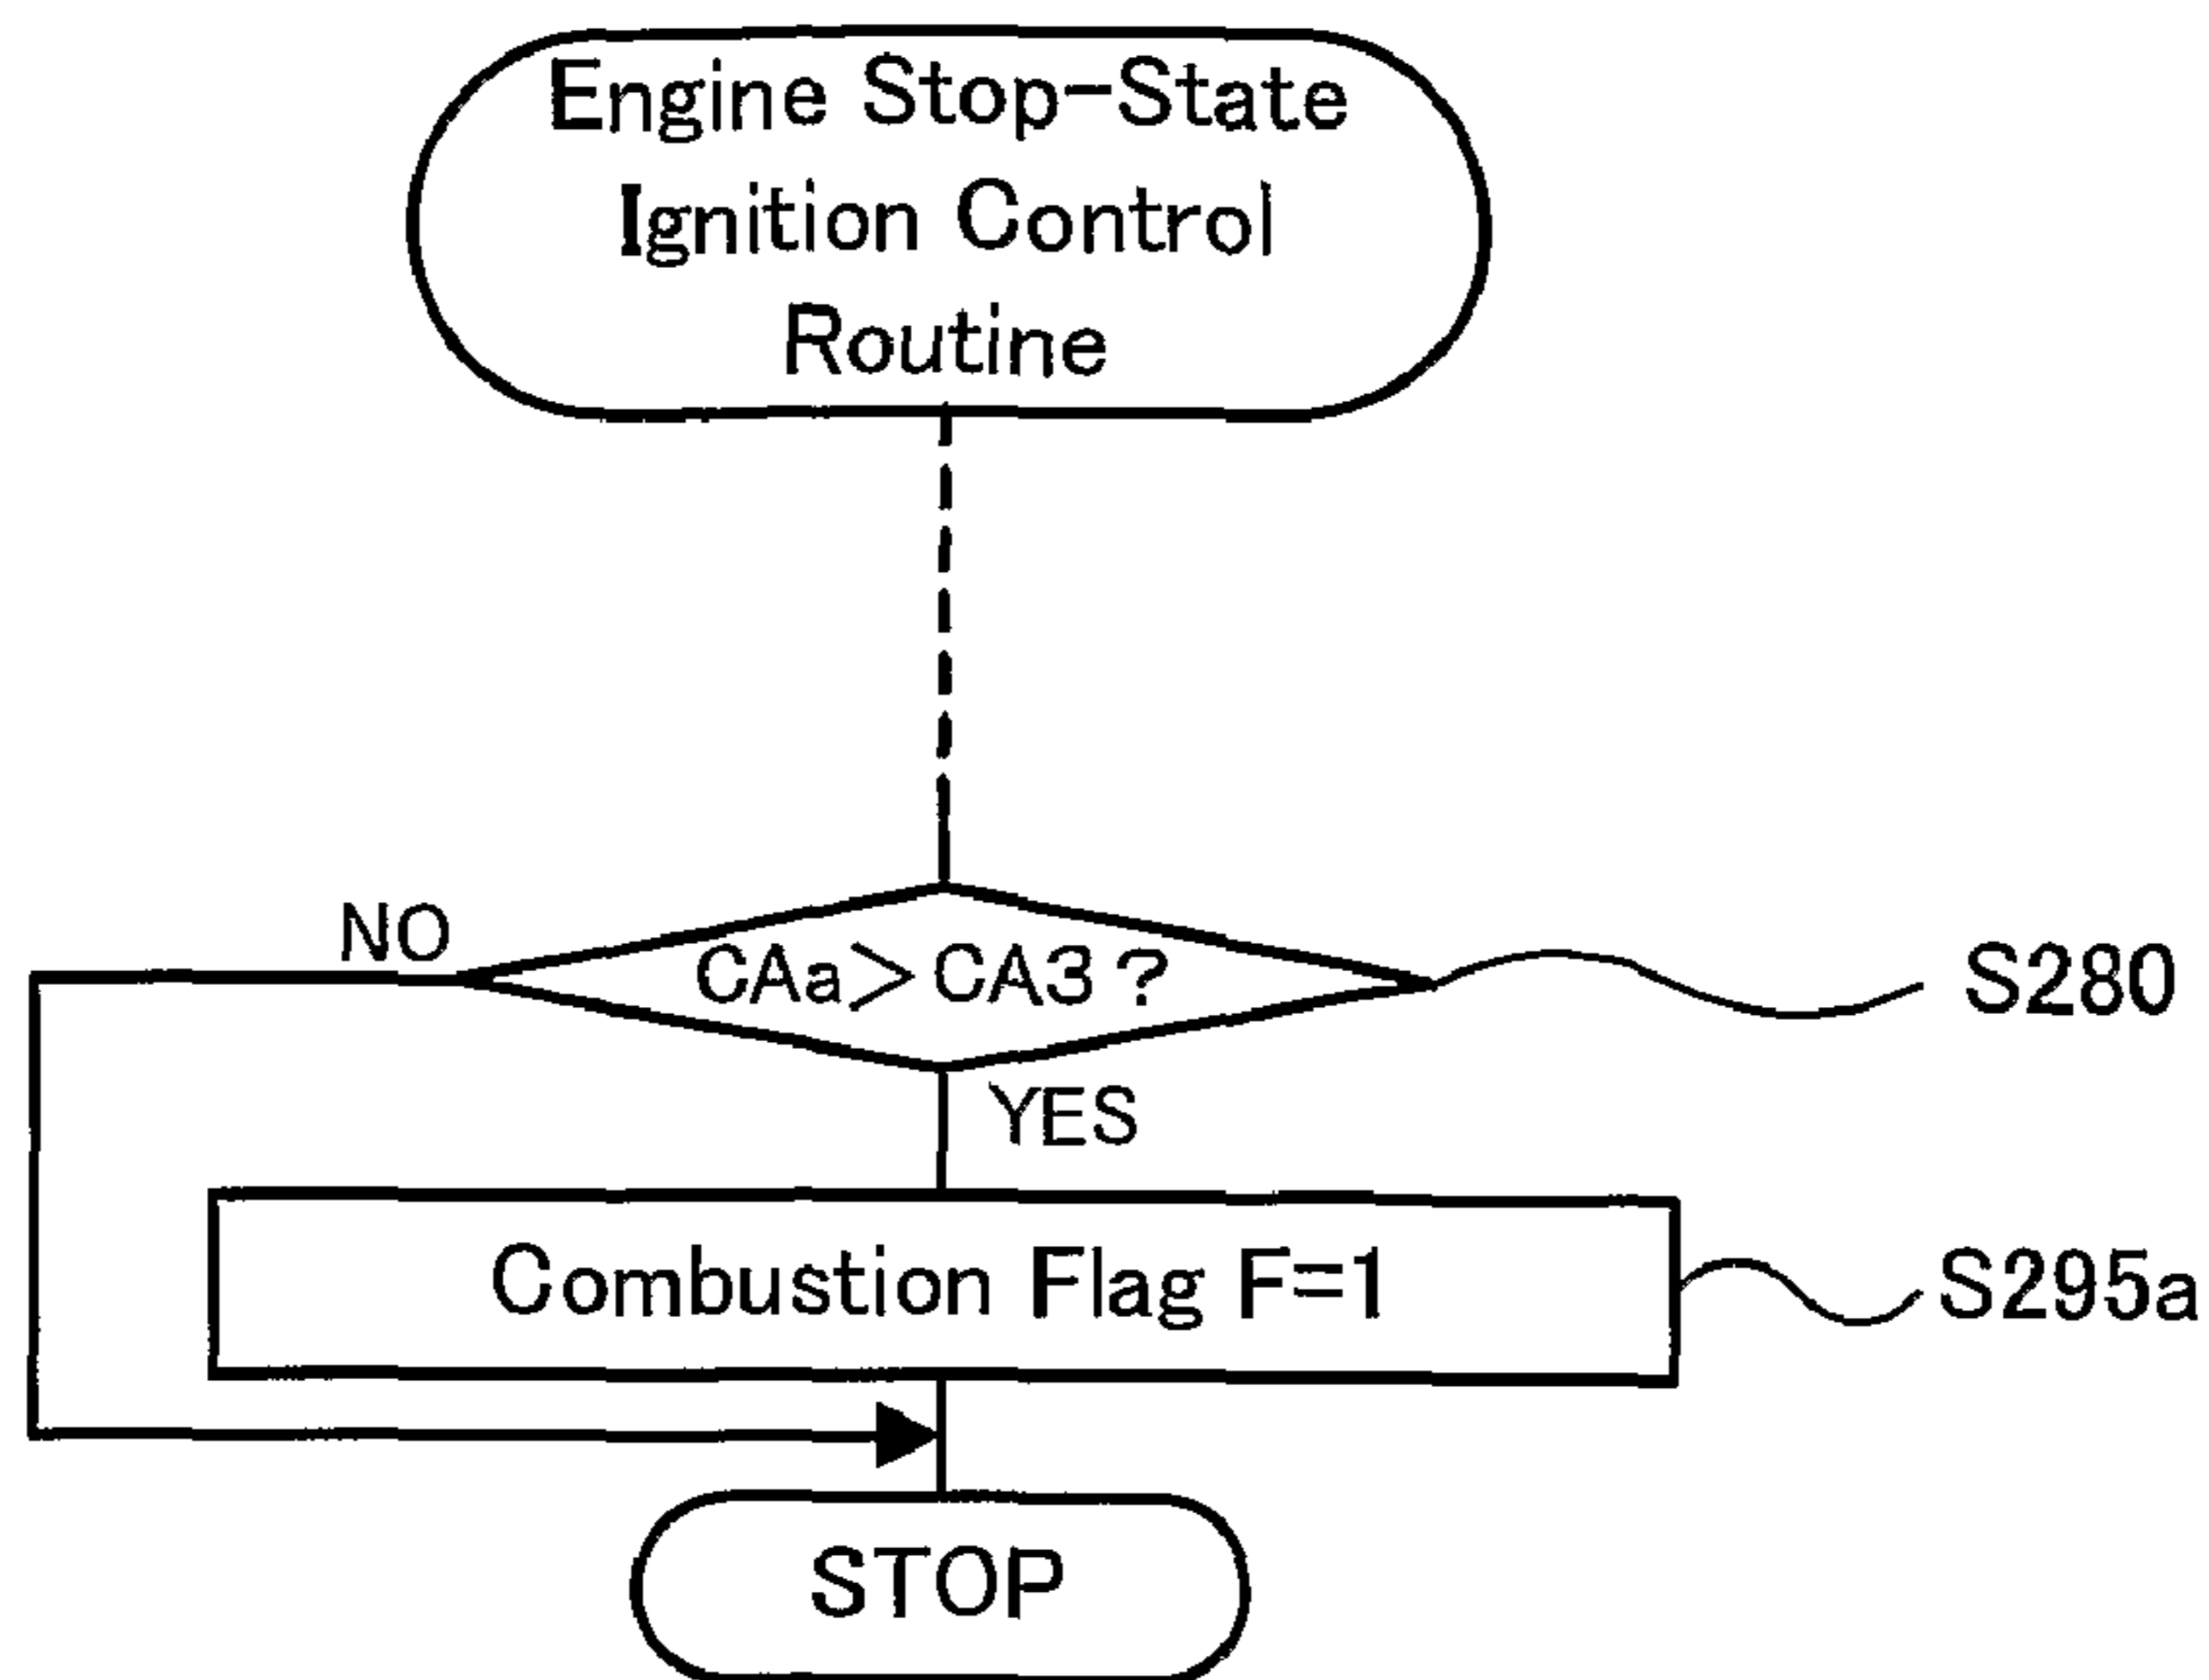 Engine Stop-State
Ignition Control
Routine
NO
CAa>CA3?
S280
YES
Combustion Flag F=1
S295a
STOP